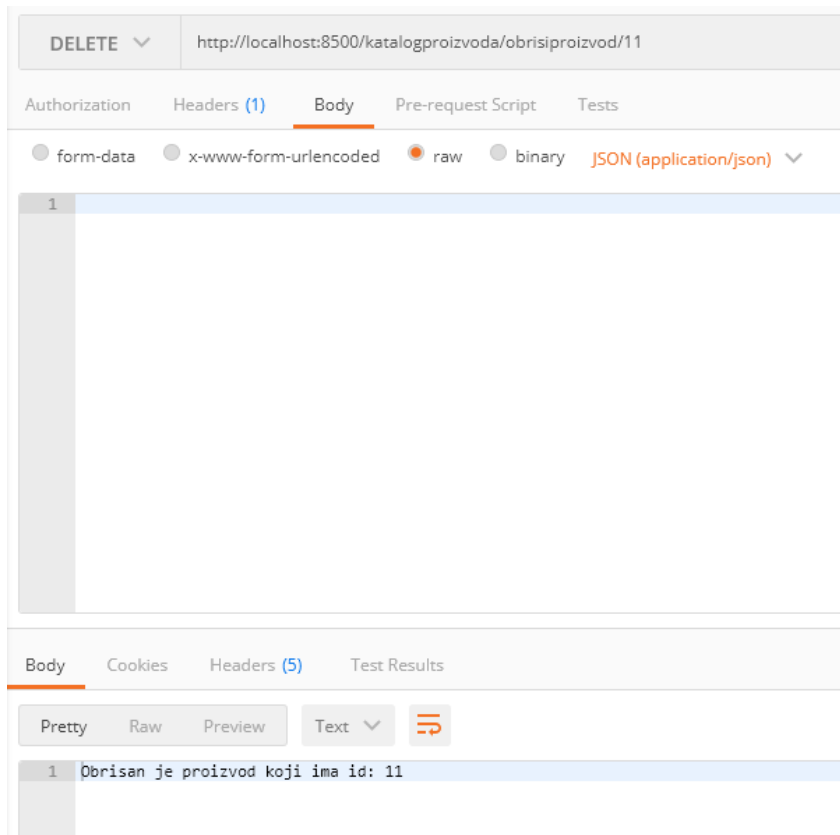 DELETE http://localhost:8500/katalogproizvoda/obrisiproizvod/11
Authorization Headers (1) Body Pre-request Script Tests
form-data x-www-form-urlencoded raw binary JSON (application/json)
1
Body Cookies Headers (5) Test Results
Pretty Raw Preview Text
1 Obrisan je proizvod koji ima id: 11